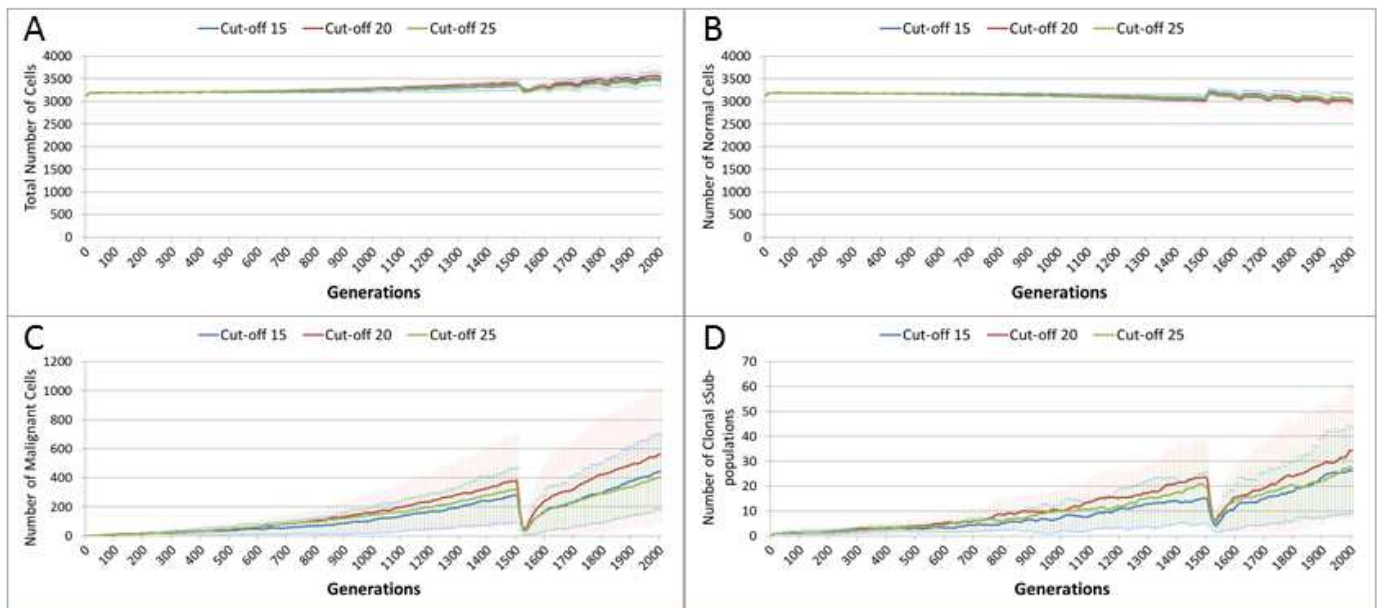 A
Cut-off 15 Cut-off 20 Cut-off 25
Total Number of Cells
4000
3500
3000
2500
2000
1500
1000
500
0
0 100 200 300 400 500 600 700 800 900 1000 1100 1200 1300 1400 1500 1600 1700 1800 1900 2000
Generations
B
Cut-off 15 Cut-off 20 Cut-off 25
Number of Normal Cells
4000
3500
3000
2500
2000
1500
1000
500
0
0 100 200 300 400 500 600 700 800 900 1000 1100 1200 1300 1400 1500 1600 1700 1800 1900 2000
Generations
C
Cut-off 15 Cut-off 20 Cut-off 25
Number of Malignant Cells
1200
1000
800
600
400
200
0
0 100 200 300 400 500 600 700 800 900 1000 1100 1200 1300 1400 1500 1600 1700 1800 1900 2000
Generations
D
Cut-off 15 Cut-off 20 Cut-off 25
Number of Clonal sSub-
populations
70
60
50
40
30
20
10
0
0 100 200 300 400 500 600 700 800 900 1000 1100 1200 1300 1400 1500 1600 1700 1800 1900 2000
Generations